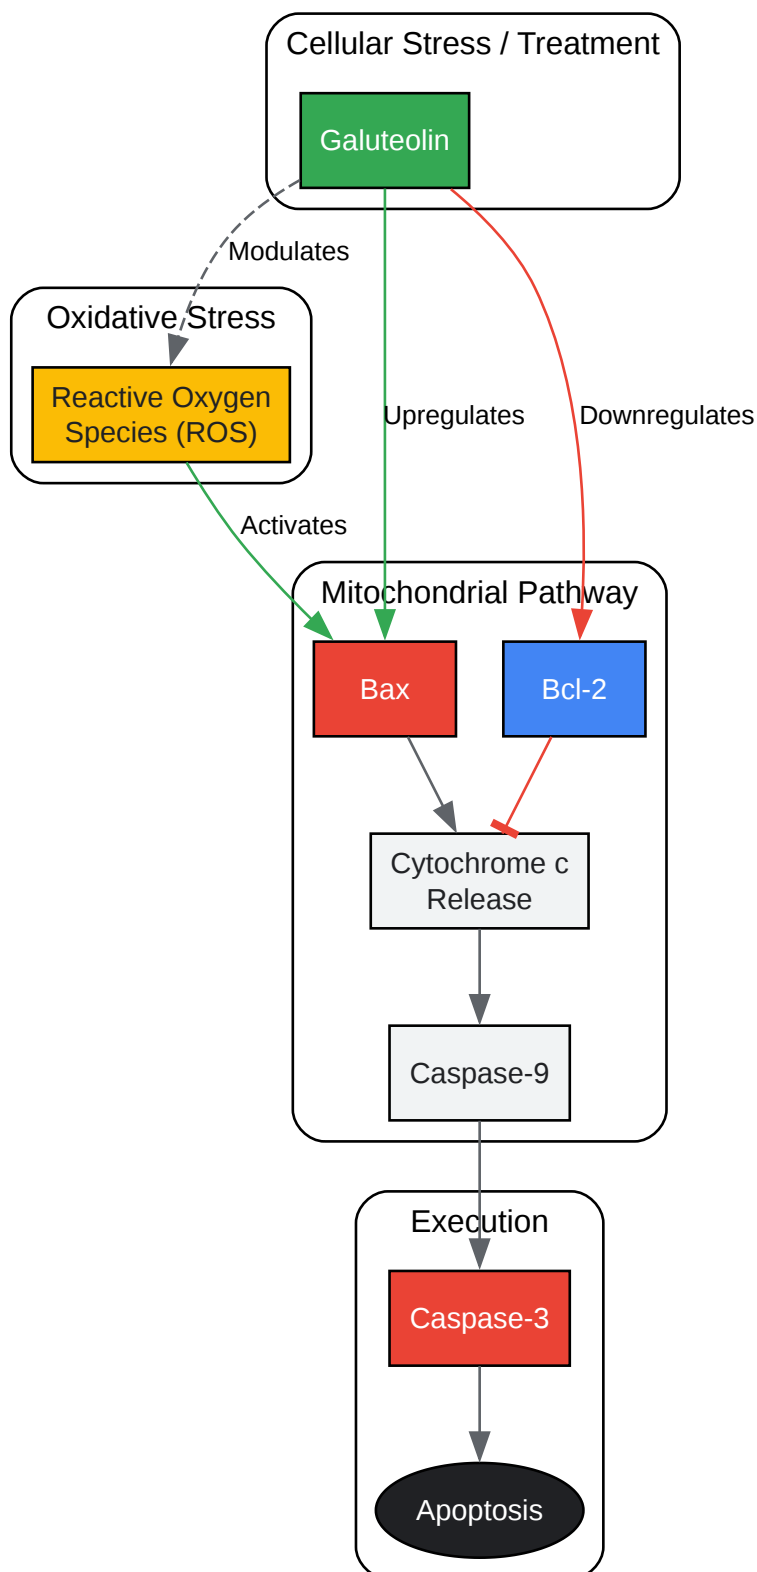 Cellular Stress / Treatment
Galuteolin
Modulates
Oxidative Stress
Reactive Oxygen
Species (ROS)
Upregulates
Downregulates
Activates
Mitochondrial Pathway
Bax
Bcl-2
Cytochrome c
Release
Caspase-9
Execution
Caspase-3
Apoptosis